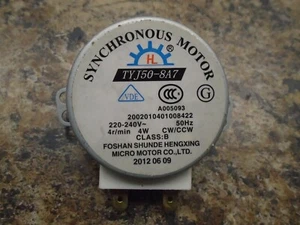 SYNCHRONOUS MOTOR
H
TYJ50-8A7
VDE
CCC
G
A005093
2002010401008422
220-240V~ 50Hz
4r/min 4W CW/CCW
CLASS:B
FOSHAN SHUNDE HENGXING
MICRO MOTOR CO.,LTD.
2012 06 09